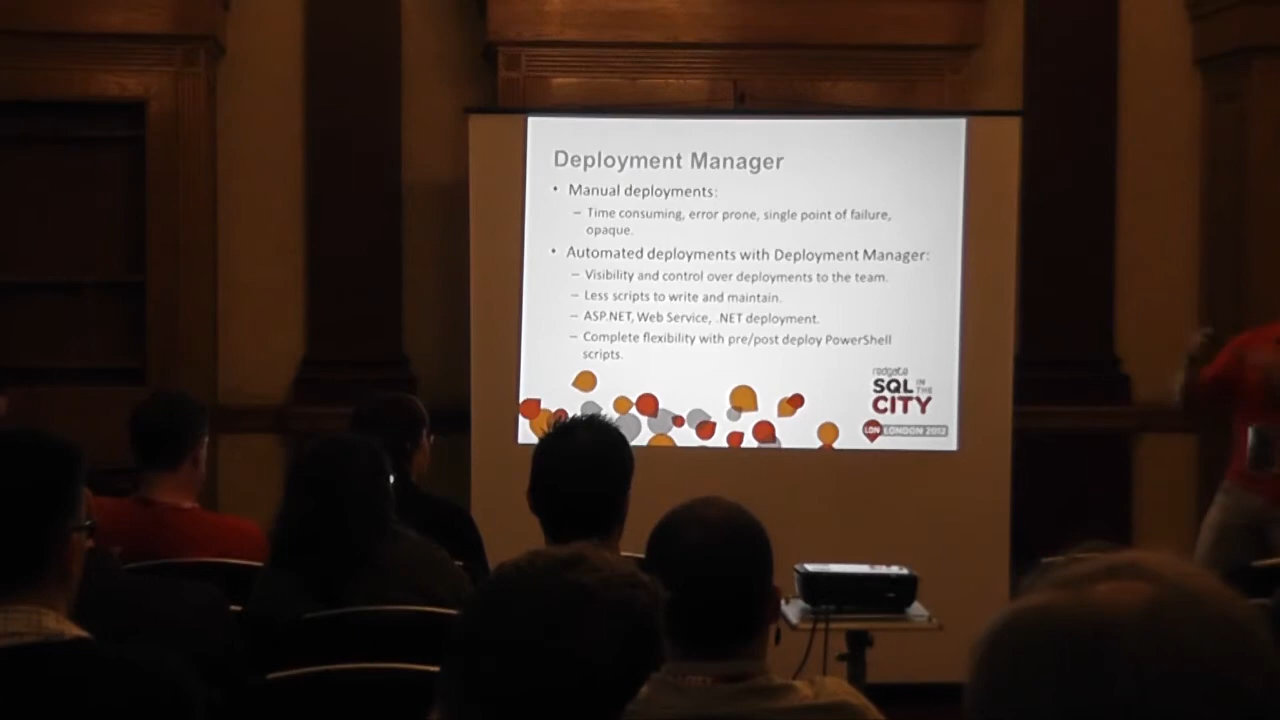 Deployment Manager
• Manual deployments:
– Time consuming, error prone, single point of failure,
opaque.
• Automated deployments with Deployment Manager:
– Visibility and control over deployments to the team.
– Less scripts to write and maintain.
– ASP.NET, Web Service, .NET deployment.
– Complete flexibility with pre/post deploy PowerShell
scripts.
redgate
SQL IN THE
CITY
LDN LONDON 2012